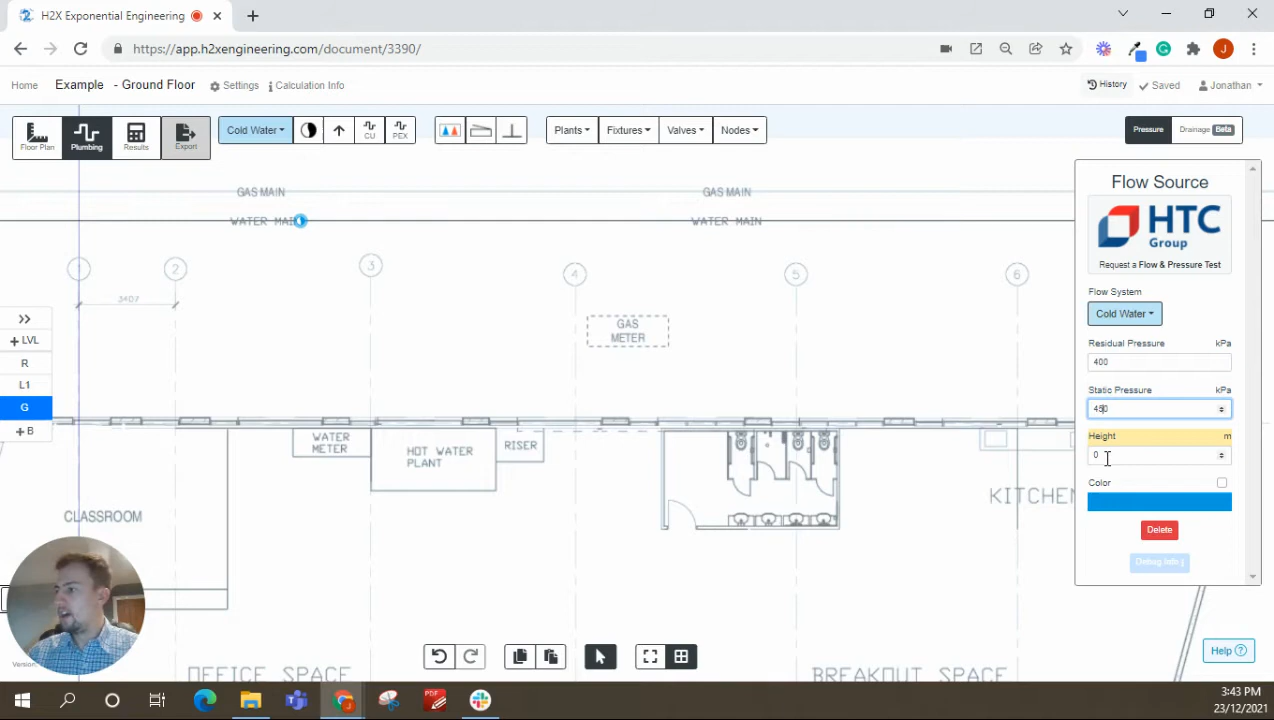 H2X Exponential Engineering
https://app.h2xengineering.com/document/3390/
J
Home
Example - Ground Floor
Settings
Calculation Info
History
Saved
Jonathan
Floor Plan
Plumbing
Results
Export
Cold Water
CU
PEX
Plants
Fixtures
Valves
Nodes
Pressure
Drainage Beta
GAS MAIN
GAS MAIN
WATER MAIN
WATER MAIN
1
2
3
4
5
6
3407
GAS
METER
WATER
METER
HOT WATER
PLANT
RISER
CLASSROOM
KITCHEN
OFFICE SPACE
BREAKOUT SPACE
+ LVL
R
L1
G
+ B
Flow Source
HTC
Group
Request a Flow & Pressure Test
Flow System
Cold Water
Residual Pressure kPa
400
Static Pressure kPa
450
Height m
0
Color
Delete
Debug Info
Help
3:43 PM
23/12/2021